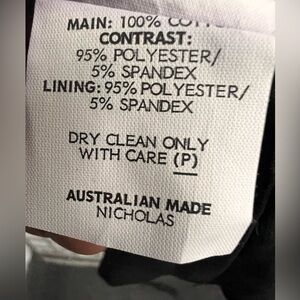 MAIN: 100%
CONTRAST:
95% POLYESTER/
5% SPANDEX
LINING: 95% POLYESTER/
5% SPANDEX
DRY CLEAN ONLY
WITH CARE (P)
AUSTRALIAN MADE
NICHOLAS